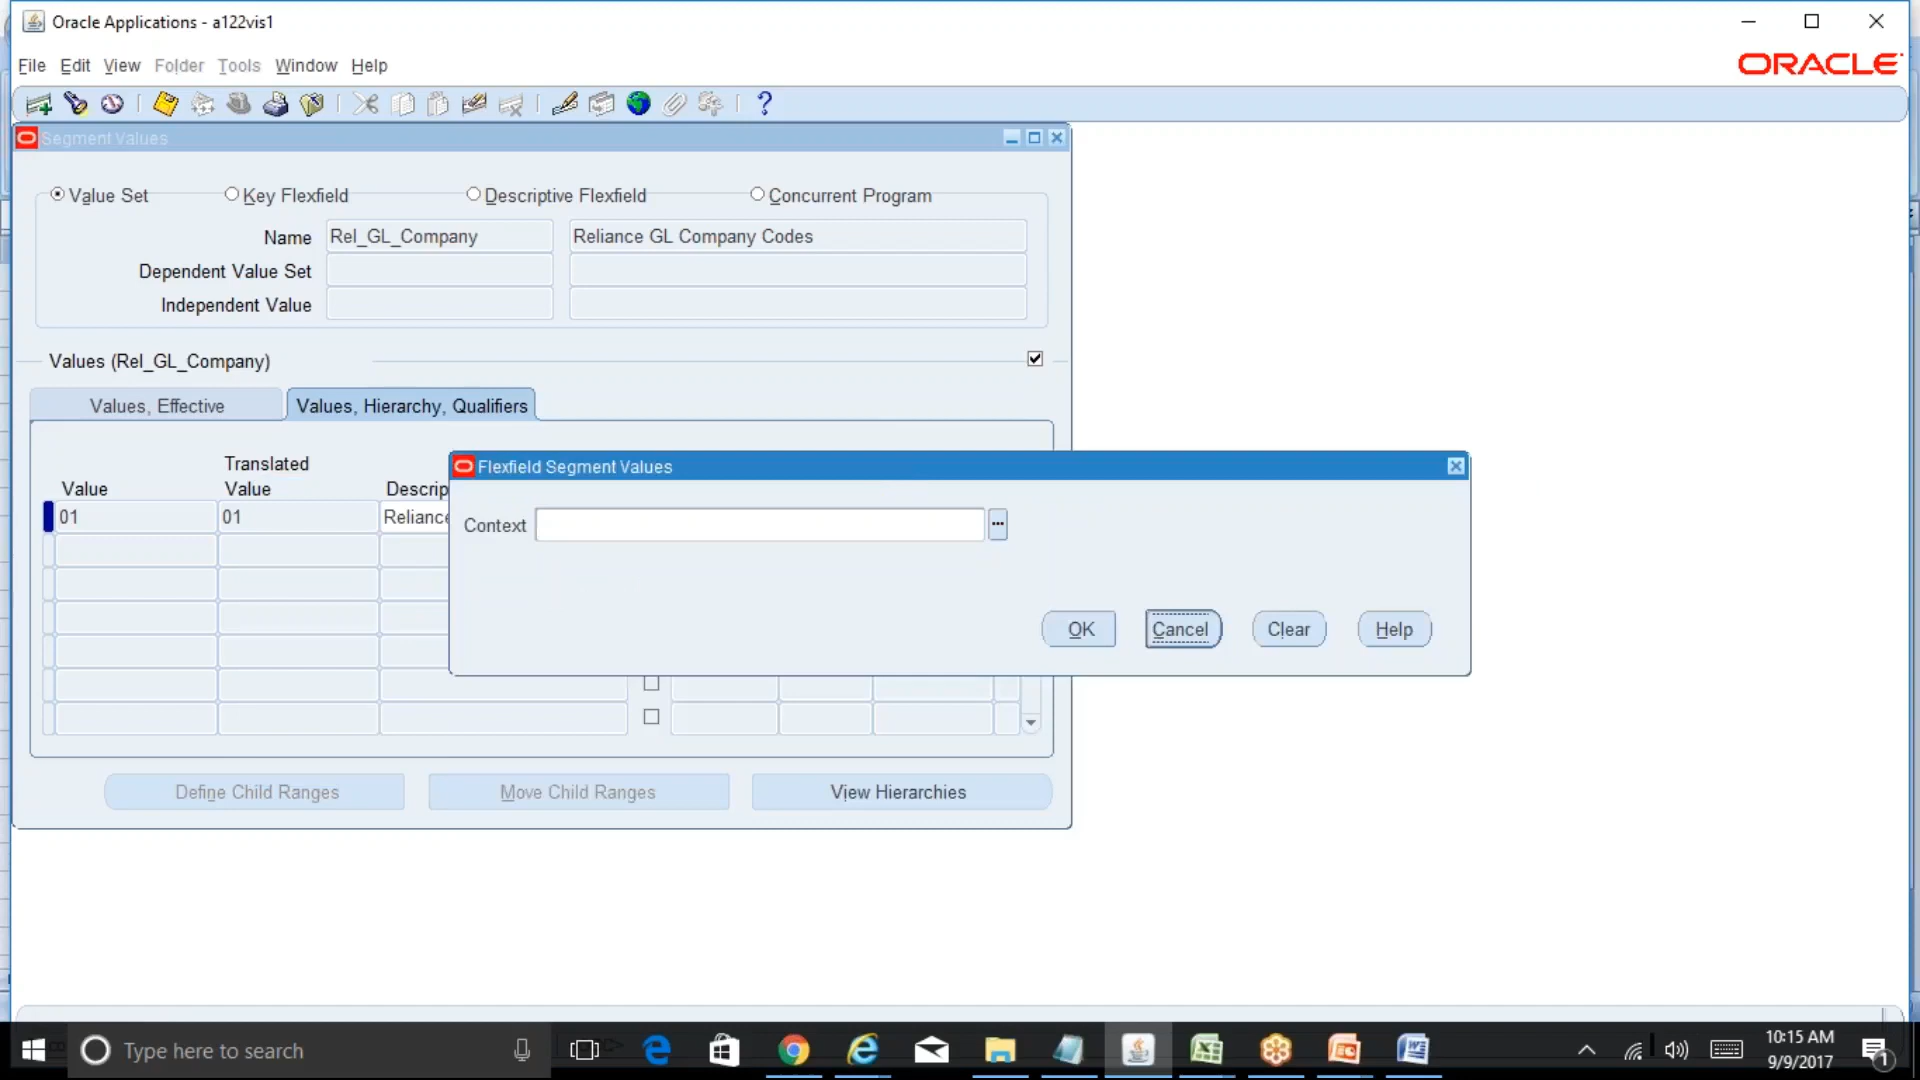 Oracle Applications - a122vis1
File Edit View Folder Tools Window Help
ORACLE
Segment Values
Value Set Key Flexfield Descriptive Flexfield Concurrent Program
Name Rel_GL_Company Reliance GL Company Codes
Dependent Value Set
Independent Value
Values (Rel_GL_Company)
Values, Effective Values, Hierarchy, Qualifiers
Translated
Value Value Descrip
01 01 Reliance
Flexfield Segment Values
Context
OK Cancel Clear Help
Define Child Ranges Move Child Ranges View Hierarchies
Type here to search
10:15 AM
9/9/2017
1